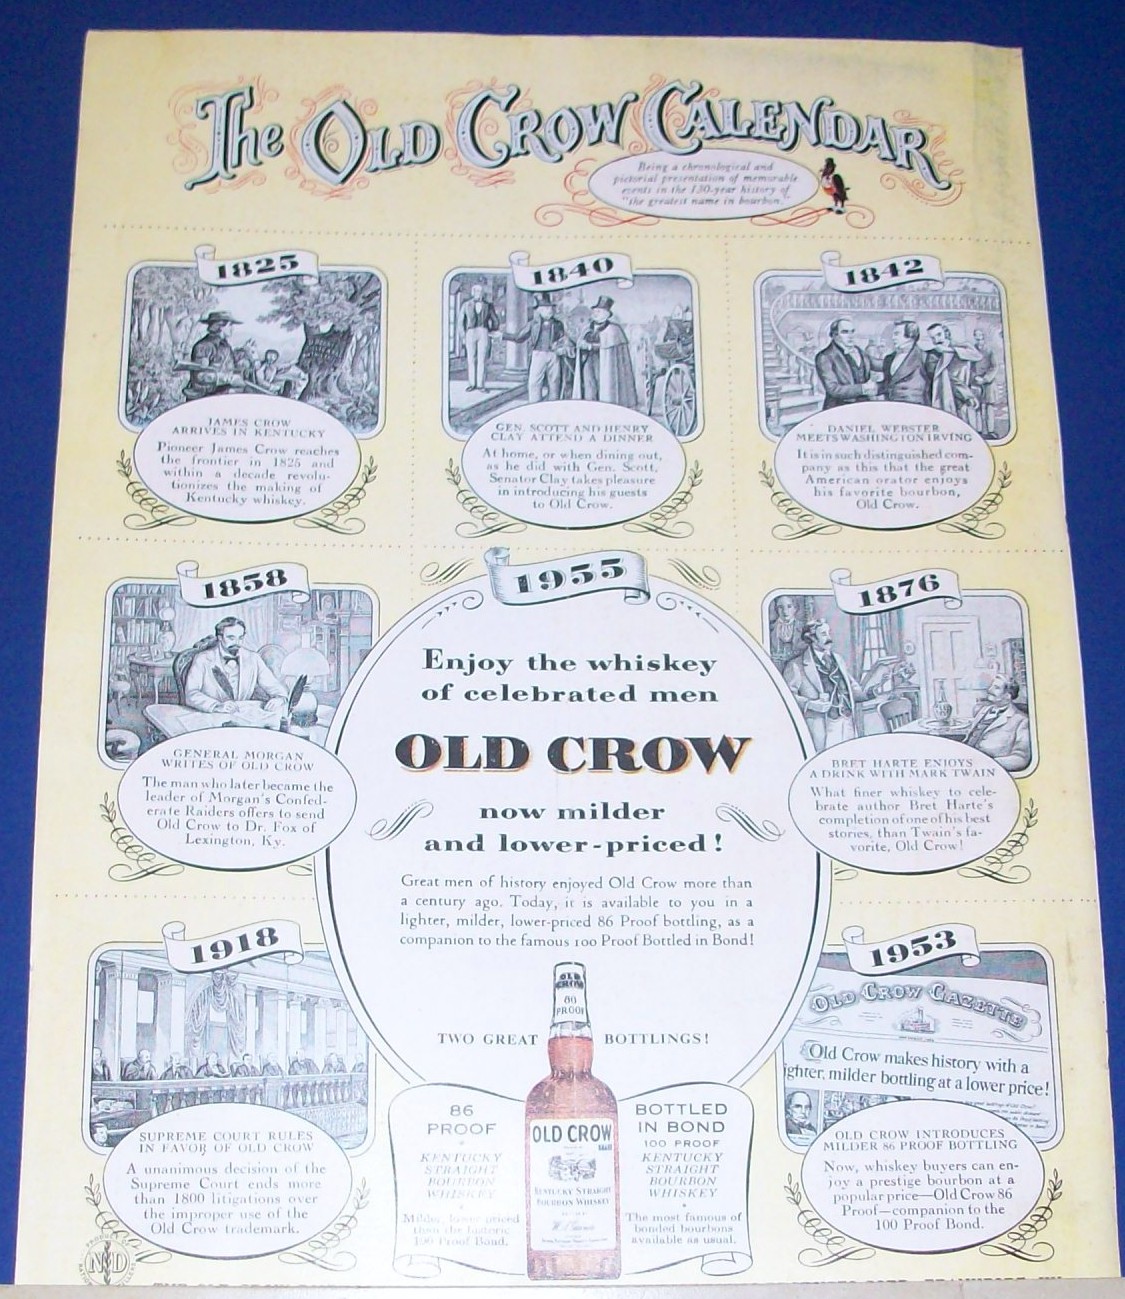 The Old Crow Calendar
Being a chronological and
pictorial presentation of memorable
events in the 130-year history of
"the greatest name in bourbon."
1825
JAMES CROW
ARRIVES IN KENTUCKY
Pioneer James Crow reaches
the frontier in 1825 and
within a decade revolu-
tionizes the making of
Kentucky whiskey.
1840
GEN. SCOTT AND HENRY
CLAY ATTEND A DINNER
At home, or when dining out,
as he did with Gen. Scott,
Senator Clay takes pleasure
in introducing his guests
to Old Crow.
1842
DANIEL WEBSTER
MEETS WASHINGTON IRVING
It is in such distinguished com-
pany as this that the great
American orator enjoys
his favorite bourbon,
Old Crow.
1858
GENERAL MORGAN
WRITES OF OLD CROW
The man who later became the
leader of Morgan's Confed-
erate Raiders offers to send
Old Crow to Dr. Fox of
Lexington, Ky.
1955
Enjoy the whiskey
of celebrated men
OLD CROW
now milder
and lower-priced!
Great men of history enjoyed Old Crow more than
a century ago. Today, it is available to you in a
lighter, milder, lower-priced 86 Proof bottling, as a
companion to the famous 100 Proof Bottled in Bond!
TWO GREAT BOTTLINGS!
1876
BRET HARTE ENJOYS
A DRINK WITH MARK TWAIN
What finer whiskey to cele-
brate author Bret Harte's
completion of one of his best
stories, than Twain's fa-
vorite, Old Crow!
1918
SUPREME COURT RULES
IN FAVOR OF OLD CROW
A unanimous decision of the
Supreme Court ends more
than 1800 litigations over
the improper use of the
Old Crow trademark.
86
PROOF
KENTUCKY
STRAIGHT
BOURBON
WHISKEY
Milder, lower-priced
than the historic
100 Proof Bond.
OLD
CROW
86
PROOF
OLD CROW
KENTUCKY STRAIGHT
BOURBON WHISKEY
BOTTLED
IN BOND
100 PROOF
KENTUCKY
STRAIGHT
BOURBON
WHISKEY
The most famous of
bonded bourbons
available as usual.
1953
OLD CROW GAZETTE
Old Crow makes history with a
ighter, milder bottling at a lower price!
OLD CROW INTRODUCES
MILDER 86 PROOF BOTTLING
Now, whiskey buyers can en-
joy a prestige bourbon at a
popular price—Old Crow 86
Proof—companion to the
100 Proof Bond.
ND